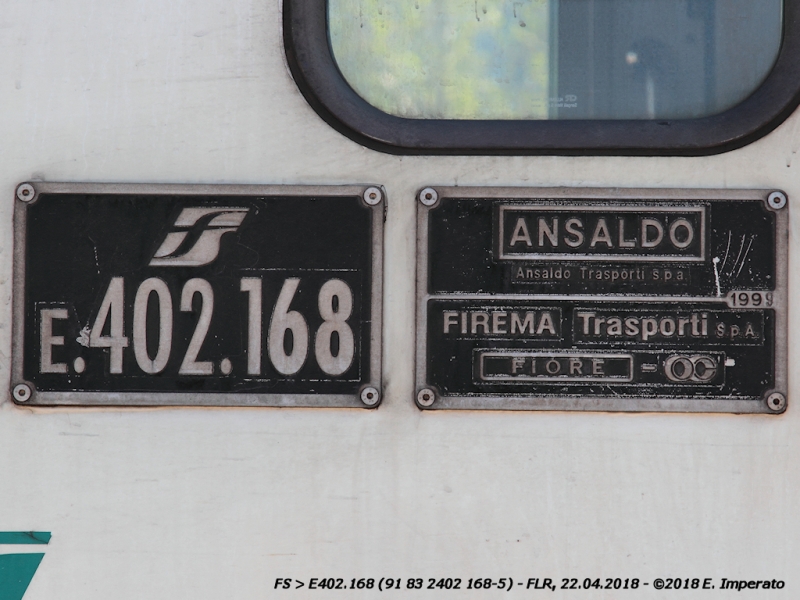 E.402.168
ANSALDO
Ansaldo Trasporti S.p.a.
1999
FIREMA Trasporti S.p.A.
FIORE - OC
FS > E402.168 (91 83 2402 168-5) - FLR, 22.04.2018 - ©2018 E. Imperato